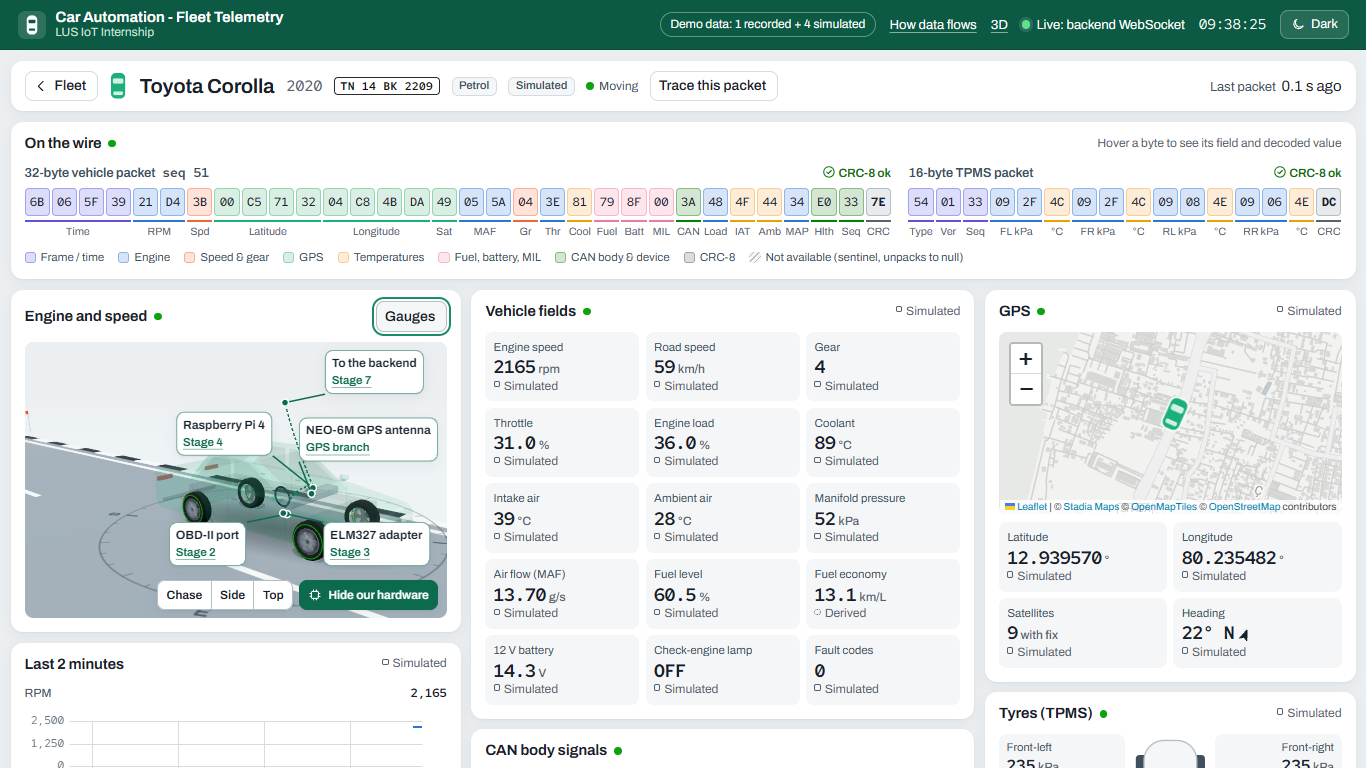 Car Automation - Fleet Telemetry
LUS IoT Internship
Demo data: 1 recorded + 4 simulated
How data flows
3D
Live: backend WebSocket
09:38:25
Dark
Fleet
Toyota Corolla
2020
TN 14 BK 2209
Petrol
Simulated
Moving
Trace this packet
Last packet 0.1 s ago
On the wire
Hover a byte to see its field and decoded value
32-byte vehicle packet seq 51
CRC-8 ok
6B 06 5F 39 21 D4 3B 00 C5 71 32 04 C8 4B DA 49 05 5A 04 3E 81 79 8F 00 3A 48 4F 44 34 E0 33 7E
Time RPM Spd Latitude Longitude Sat MAF Gr Thr Cool Fuel Batt MIL CAN Load IAT Amb MAP Hlth Seq CRC
16-byte TPMS packet
CRC-8 ok
54 01 33 09 2F 4C 09 2F 4C 09 08 4E 09 06 4E DC
Type Ver Seq FL kPa °C FR kPa °C RL kPa °C RR kPa °C CRC
Frame / time
Engine
Speed & gear
GPS
Temperatures
Fuel, battery, MIL
CAN body & device
CRC-8
Not available (sentinel, unpacks to null)
Engine and speed
Gauges
To the backend
Stage 7
Raspberry Pi 4
Stage 4
NEO-6M GPS antenna
GPS branch
OBD-II port
Stage 2
ELM327 adapter
Stage 3
Chase
Side
Top
Hide our hardware
Last 2 minutes
Simulated
RPM
2,165
2,500
1,250
0
Vehicle fields
Simulated
Engine speed
2165 rpm
Simulated
Road speed
59 km/h
Simulated
Gear
4
Simulated
Throttle
31.0 %
Simulated
Engine load
36.0 %
Simulated
Coolant
89 °C
Simulated
Intake air
39 °C
Simulated
Ambient air
28 °C
Simulated
Manifold pressure
52 kPa
Simulated
Air flow (MAF)
13.70 g/s
Simulated
Fuel level
60.5 %
Simulated
Fuel economy
13.1 km/L
Derived
12 V battery
14.3 V
Simulated
Check-engine lamp
OFF
Simulated
Fault codes
0
Simulated
CAN body signals
GPS
Simulated
+
−
Leaflet | © Stadia Maps © OpenMapTiles © OpenStreetMap contributors
Latitude
12.939570°
Simulated
Longitude
80.235482°
Simulated
Satellites
9 with fix
Simulated
Heading
22° N
Simulated
Tyres (TPMS)
Simulated
Front-left
235 kPa
Front-right
235 kPa